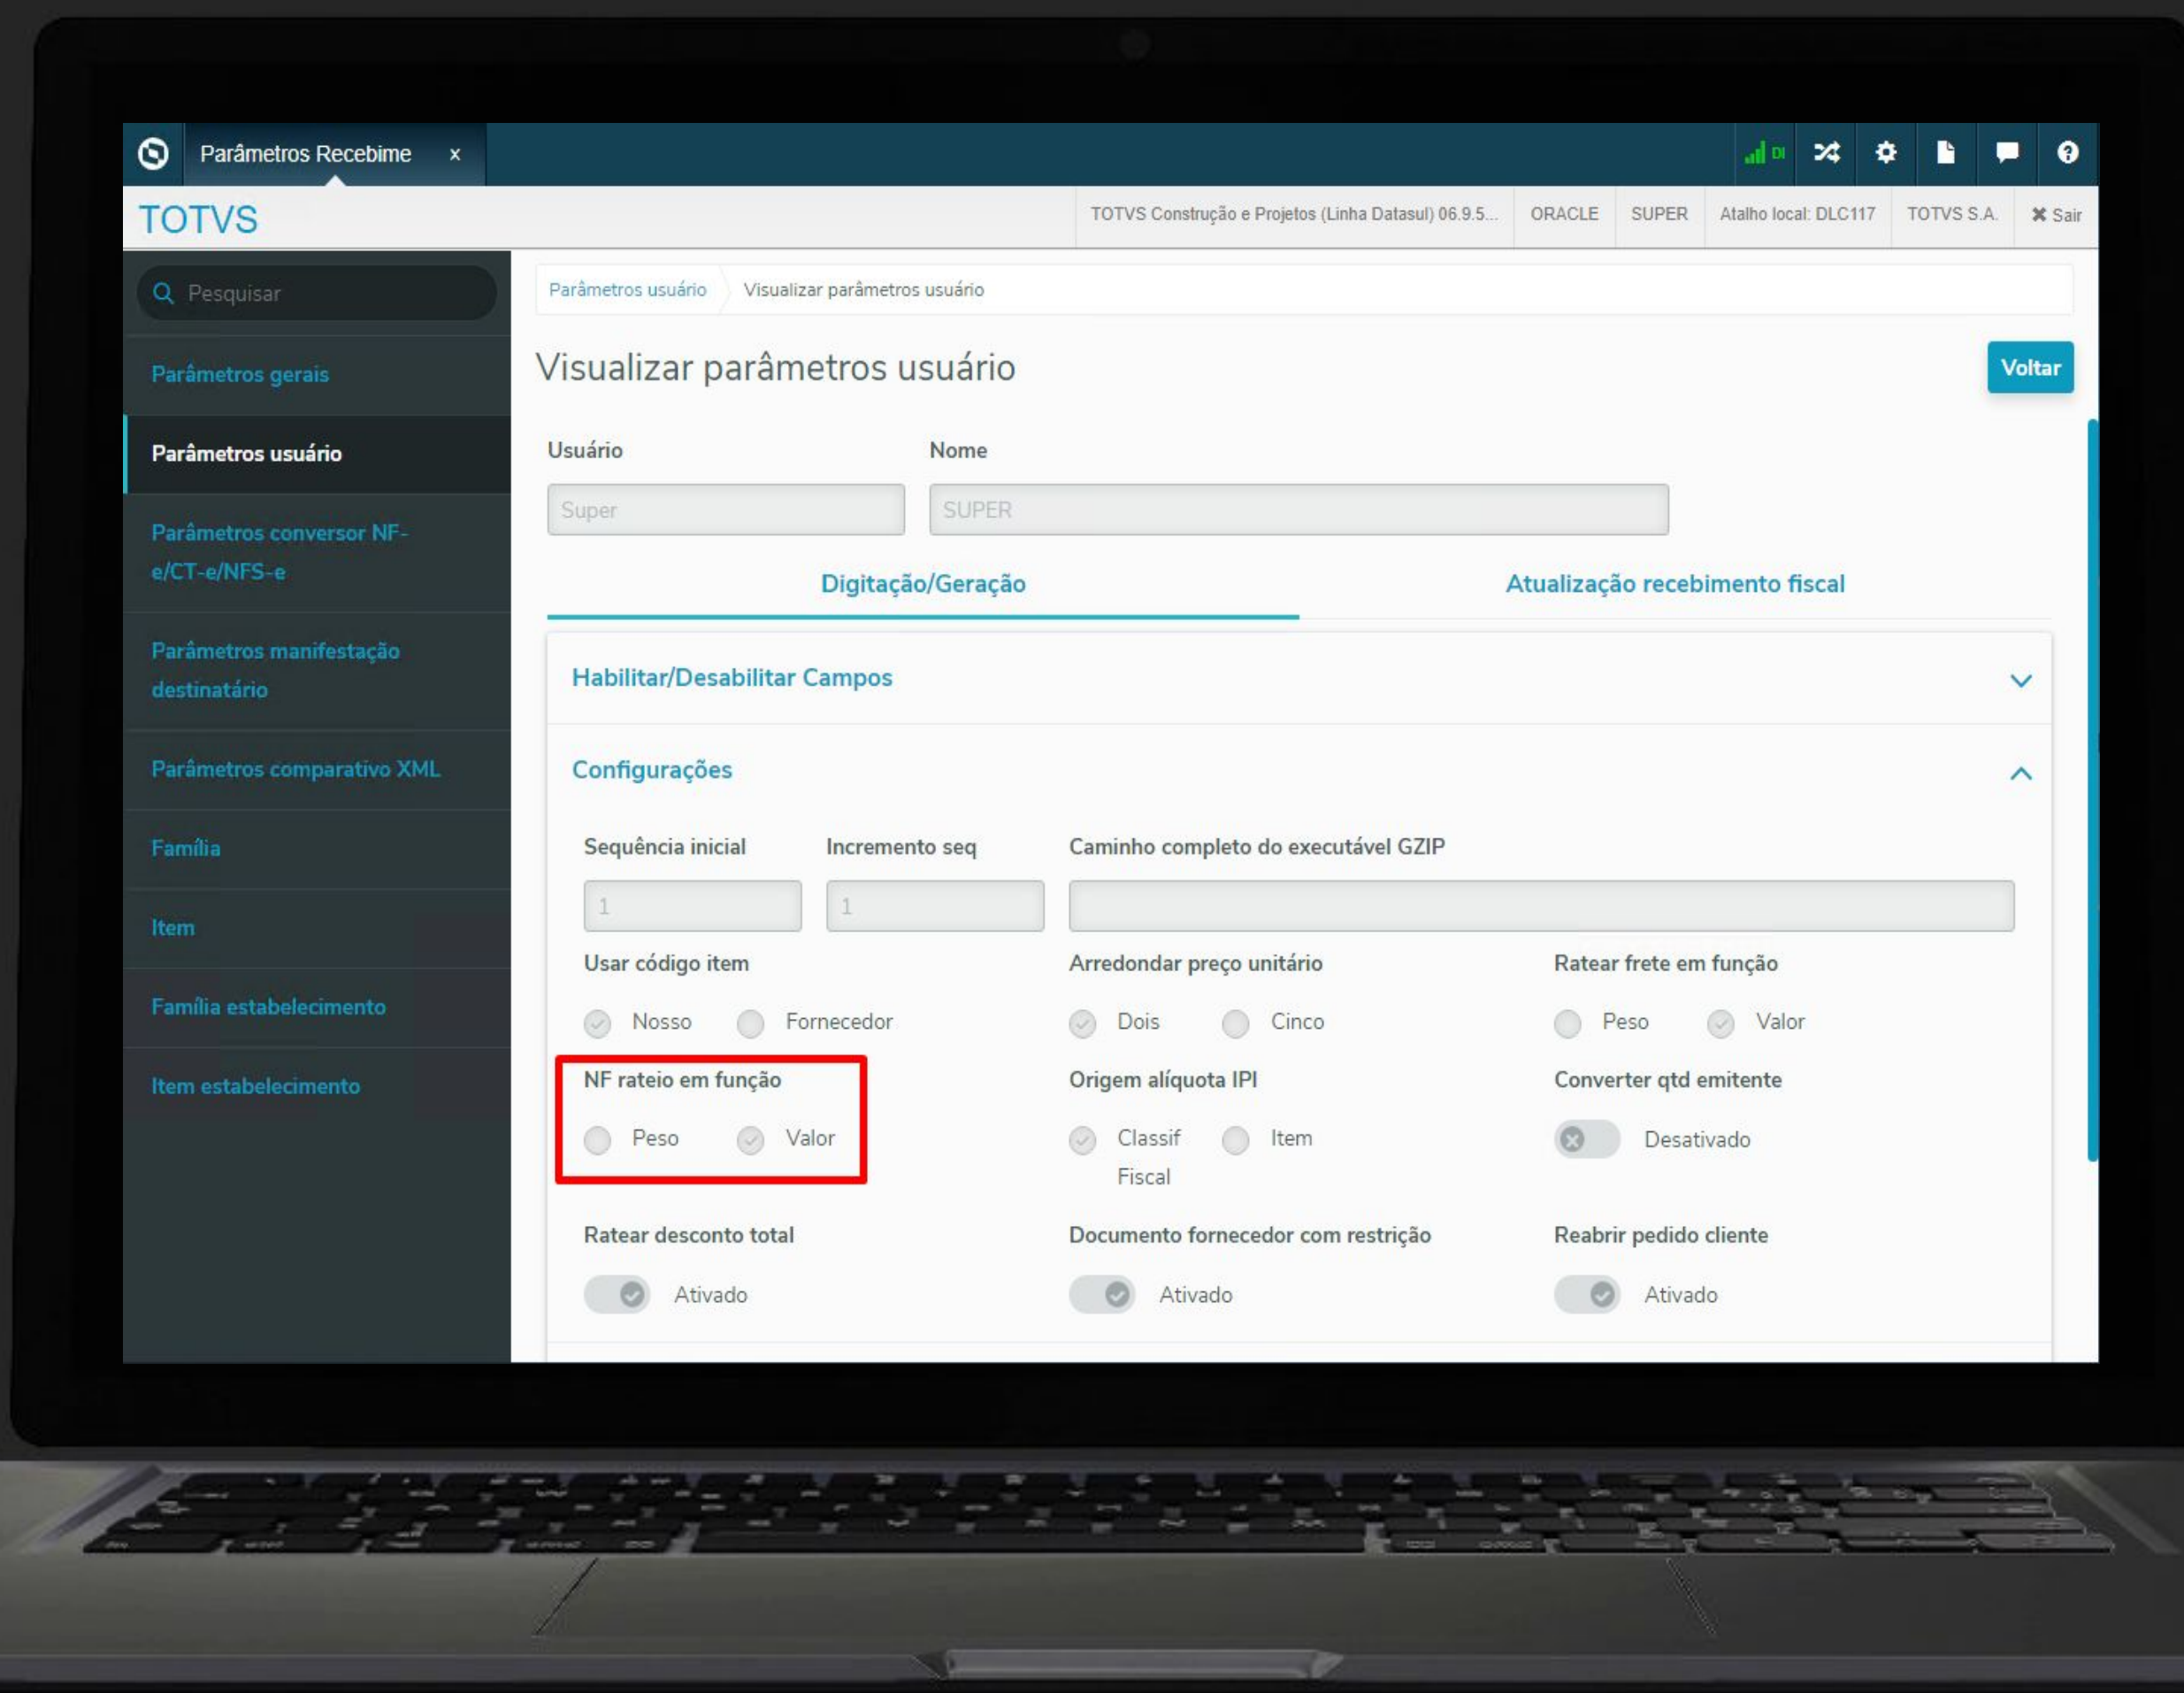 Parâmetros Recebime x
DI
TOTVS
TOTVS Construção e Projetos (Linha Datasul) 06.9.5... ORACLE SUPER Atalho local: DLC117 TOTVS S.A. Sair
Pesquisar
Parâmetros gerais
Parâmetros usuário
Parâmetros conversor NF-
e/CT-e/NFS-e
Parâmetros manifestação
destinatário
Parâmetros comparativo XML
Família
Item
Família estabelecimento
Item estabelecimento
Parâmetros usuário Visualizar parâmetros usuário
Visualizar parâmetros usuário
Voltar
Usuário Nome
Super SUPER
Digitação/Geração Atualização recebimento fiscal
Habilitar/Desabilitar Campos
Configurações
Sequência inicial Incremento seq Caminho completo do executável GZIP
1 1
Usar código item Arredondar preço unitário Ratear frete em função
Nosso Fornecedor Dois Cinco Peso Valor
NF rateio em função Origem alíquota IPI Converter qtd emitente
Peso Valor Classif Item Desativado
Fiscal
Ratear desconto total Documento fornecedor com restrição Reabrir pedido cliente
Ativado Ativado Ativado